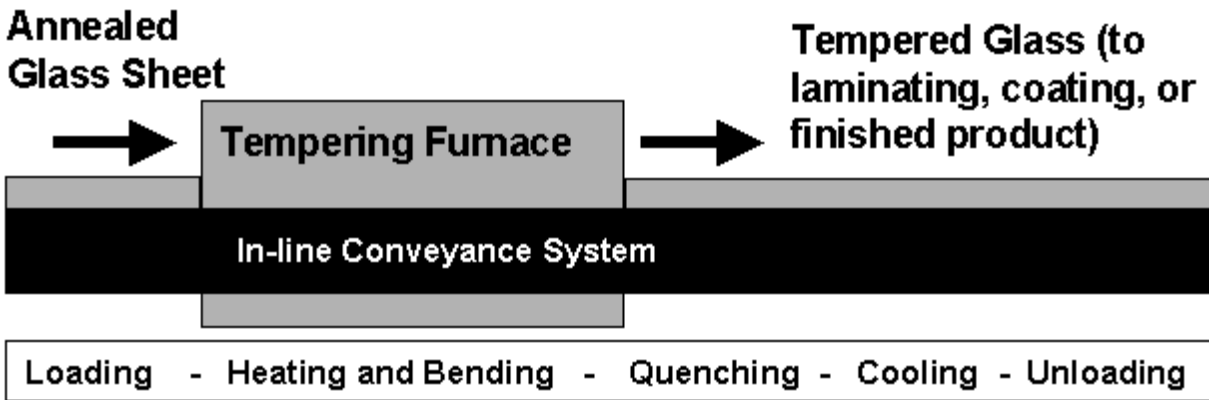 Annealed
Glass Sheet
Tempered Glass (to
laminating, coating, or
finished product)
Tempering Furnace
In-line Conveyance System
Loading - Heating and Bending - Quenching - Cooling - Unloading